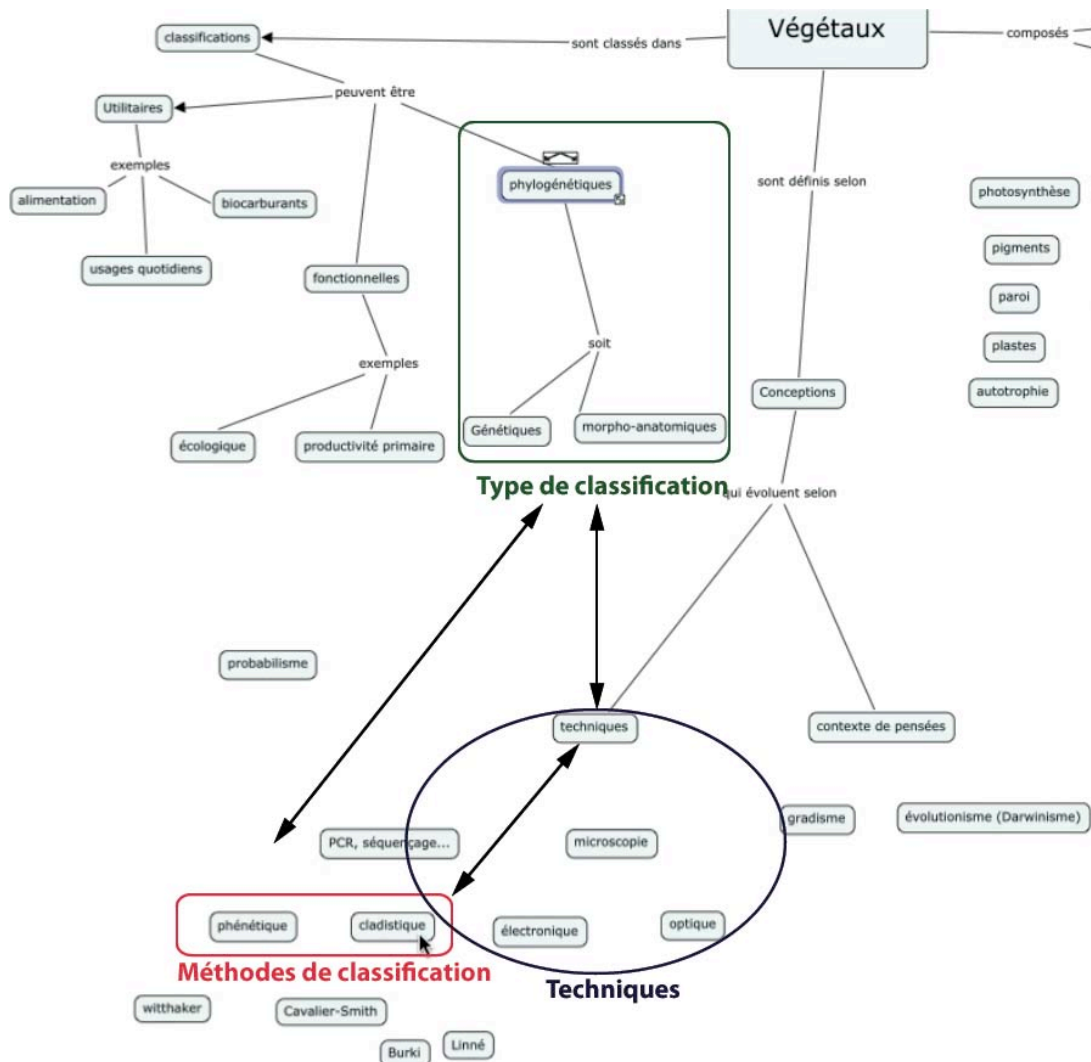 Végétaux
classifications
sont classés dans
composés
peuvent être
Utilitaires
exemples
alimentation
biocarburants
usages quotidiens
phylogénétiques
sont définis selon
photosynthèse
pigments
paroi
plastes
autotrophie
fonctionnelles
soit
exemples
Conceptions
écologique
productivité primaire
Génétiques
morpho-anatomiques
Type de classification
qui évoluent selon
probabilisme
techniques
contexte de pensées
PCR, séquençage...
microscopie
gradisme
évolutionisme (Darwinisme)
phénétique
cladistique
électronique
optique
Méthodes de classification
Techniques
witthaker
Cavalier-Smith
Burki
Linné